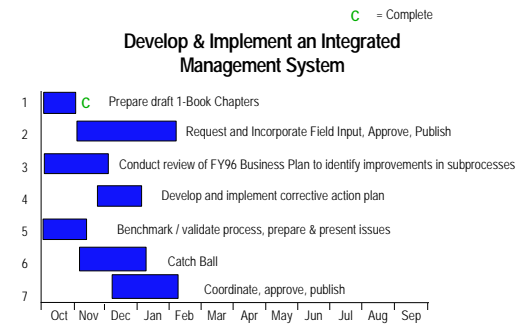 C = Complete
Develop & Implement an Integrated
Management System
1 C Prepare draft 1-Book Chapters
2 Request and Incorporate Field Input, Approve, Publish
3 Conduct review of FY96 Business Plan to identify improvements in subprocesses
4 Develop and implement corrective action plan
5 Benchmark / validate process, prepare & present issues
6 Catch Ball
7 Coordinate, approve, publish
Oct Nov Dec Jan Feb Mar Apr May Jun Jul Aug Sep